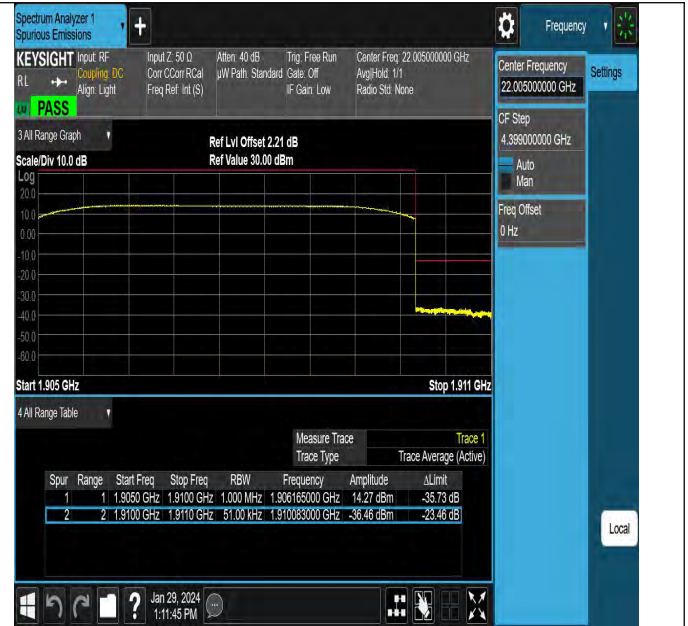 Spectrum Analyzer 1
Spurious Emissions
+
Frequency
KEYSIGHT Input: RF
RL
Coupling: DC
Align: Light
Input Z: 50 Ω
Corr CCorr RCal
Freq Ref: Int (S)
Atten: 40 dB
µW Path: Standard
Trig: Free Run
Gate: Off
IF Gain: Low
Center Freq: 22.005000000 GHz
Avg|Hold: 1/1
Radio Std: None
PASS
Center Frequency
22.005000000 GHz
Settings
CF Step
4.399000000 GHz
Auto
Man
Freq Offset
0 Hz
3 All Range Graph
Ref Lvl Offset 2.21 dB
Scale/Div 10.0 dB
Ref Value 30.00 dBm
Log
20.0
10.0
0.00
-10.0
-20.0
-30.0
-40.0
-50.0
-60.0
Start 1.905 GHz
Stop 1.911 GHz
4 All Range Table
Measure Trace Trace 1
Trace Type Trace Average (Active)
Spur Range Start Freq Stop Freq RBW Frequency Amplitude ΔLimit
1 1 1.9050 GHz 1.9100 GHz 1.000 MHz 1.906165000 GHz 14.27 dBm -35.73 dB
2 2 1.9100 GHz 1.9110 GHz 51.00 kHz 1.910083000 GHz -36.46 dBm -23.46 dB
Local
?
Jan 29, 2024
1:11:45 PM